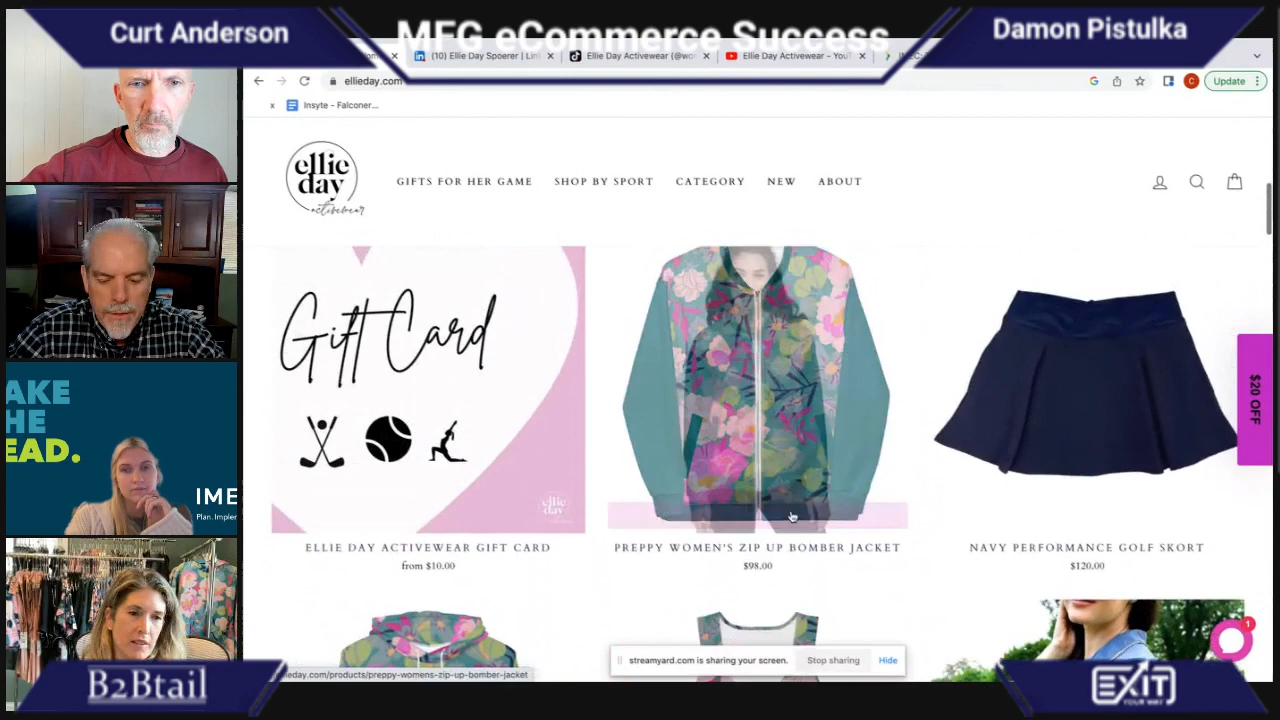 Curt Anderson
MFG eCommerce Success
Damon Pistulka
(10) Ellie Day Spoerer | Lin
Ellie Day Activewear (@wo
Ellie Day Activewear - You
ellieday.com
Update
x
Insyte - Falconer...
ellie
day
activewear
GIFTS FOR HER GAME
SHOP BY SPORT
CATEGORY
NEW
ABOUT
Gift Card
ellie
day
$20 OFF
AKE
HE
EAD.
IME
Plan. Impler
ELLIE DAY ACTIVEWEAR GIFT CARD
from $10.00
PREPPY WOMEN'S ZIP UP BOMBER JACKET
$98.00
NAVY PERFORMANCE GOLF SKORT
$120.00
1
streamyard.com is sharing your screen.
Stop sharing
Hide
ieday.com/products/preppy-womens-zip-up-bomber-jacket
B2Btail
EXIT
YOUR WAY